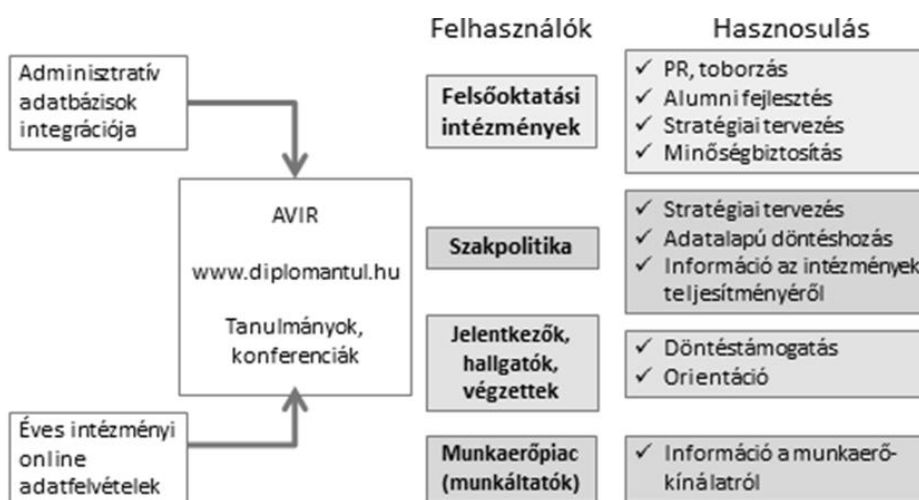 Felhasználók
Hasznosulás
Adminisztratív
adatbázisok
integrációja
Éves intézményi
online
adatfelvételek
AVIR
www.diplomantul.hu
Tanulmányok,
konferenciák
Felsőoktatási
intézmények
✓ PR, toborzás
✓ Alumni fejlesztés
✓ Stratégiai tervezés
✓ Minőségbiztosítás
Szakpolitika
✓ Stratégiai tervezés
✓ Adatalapú döntéshozás
✓ Információ az intézmények
teljesítményéről
Jelentkezők,
hallgatók,
végzettek
✓ Döntéstámogatás
✓ Orientáció
Munkaerőpiac
(munkáltatók)
✓ Információ a munkaerő-
kínálatról